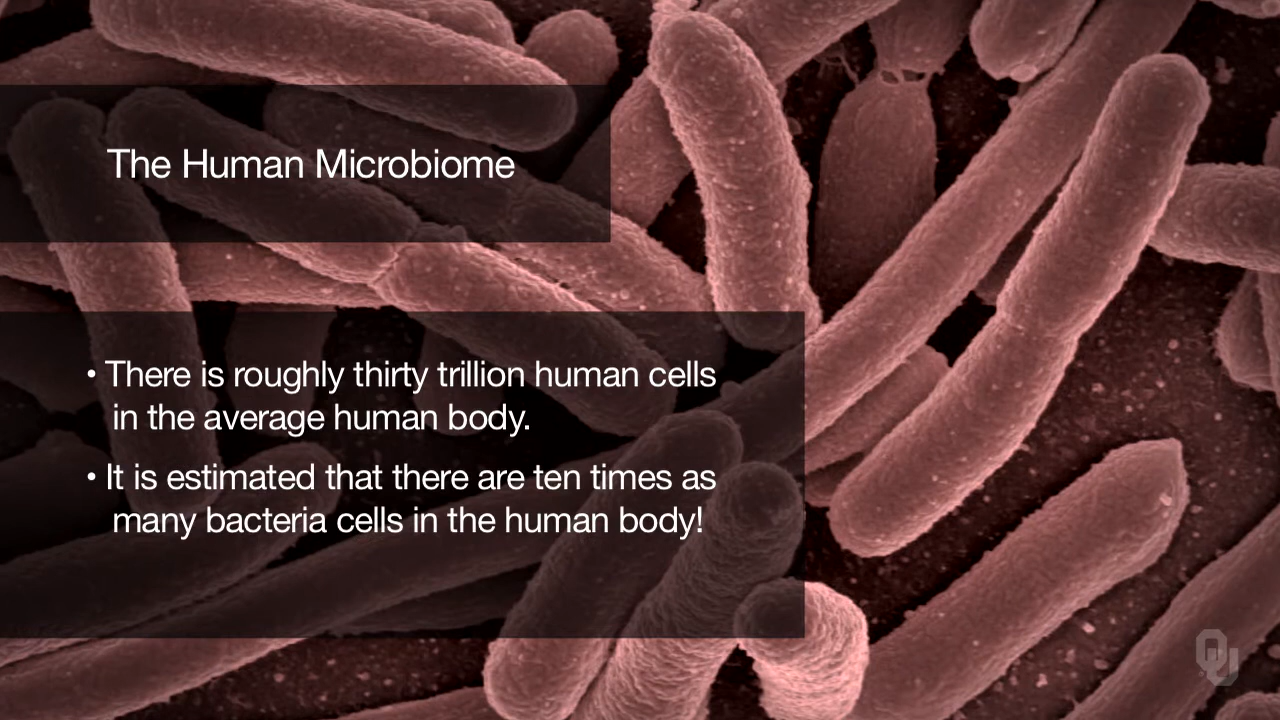 The Human Microbiome
• There is roughly thirty trillion human cells
in the average human body.
• It is estimated that there are ten times as
many bacteria cells in the human body!
OU